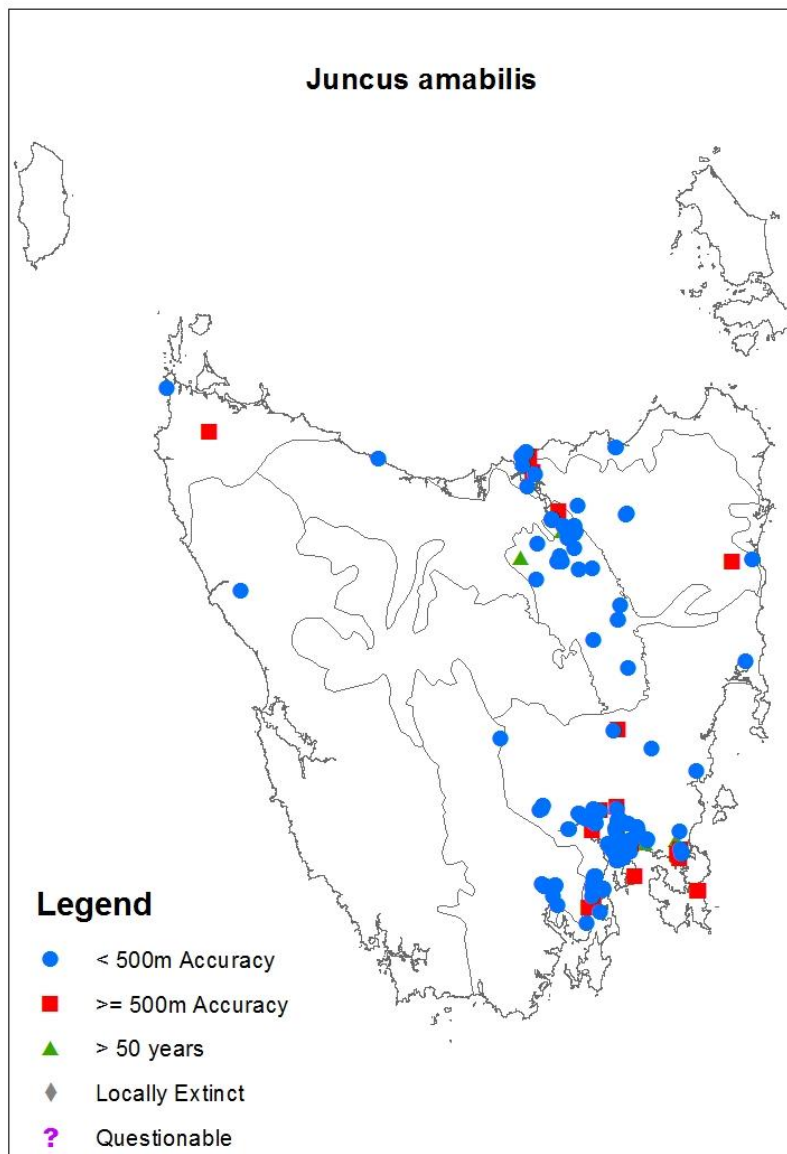 Juncus amabilis
Legend
< 500m Accuracy
>= 500m Accuracy
> 50 years
Locally Extinct
? Questionable